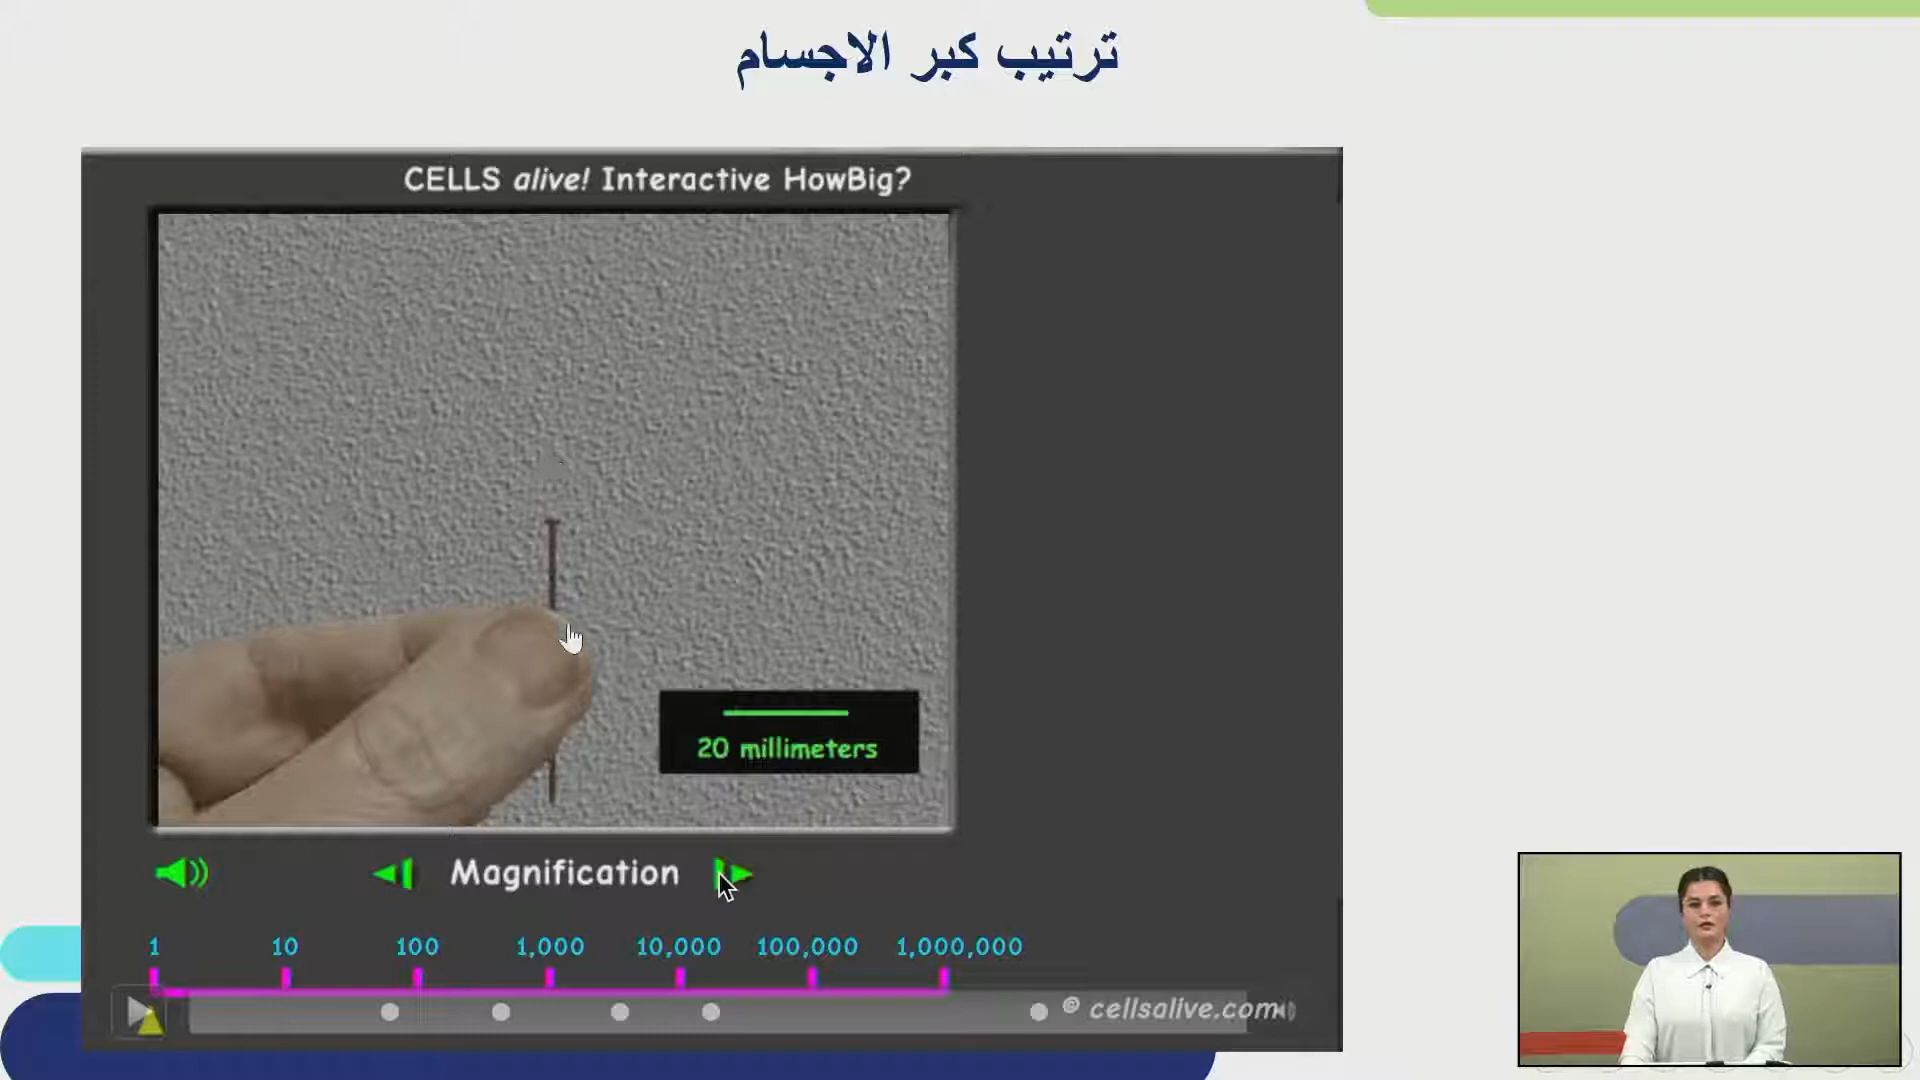 ترتيب كبر الاجسام
CELLS alive! Interactive HowBig?
20 millimeters
Magnification
1 10 100 1,000 10,000 100,000 1,000,000
© cellsalive.com